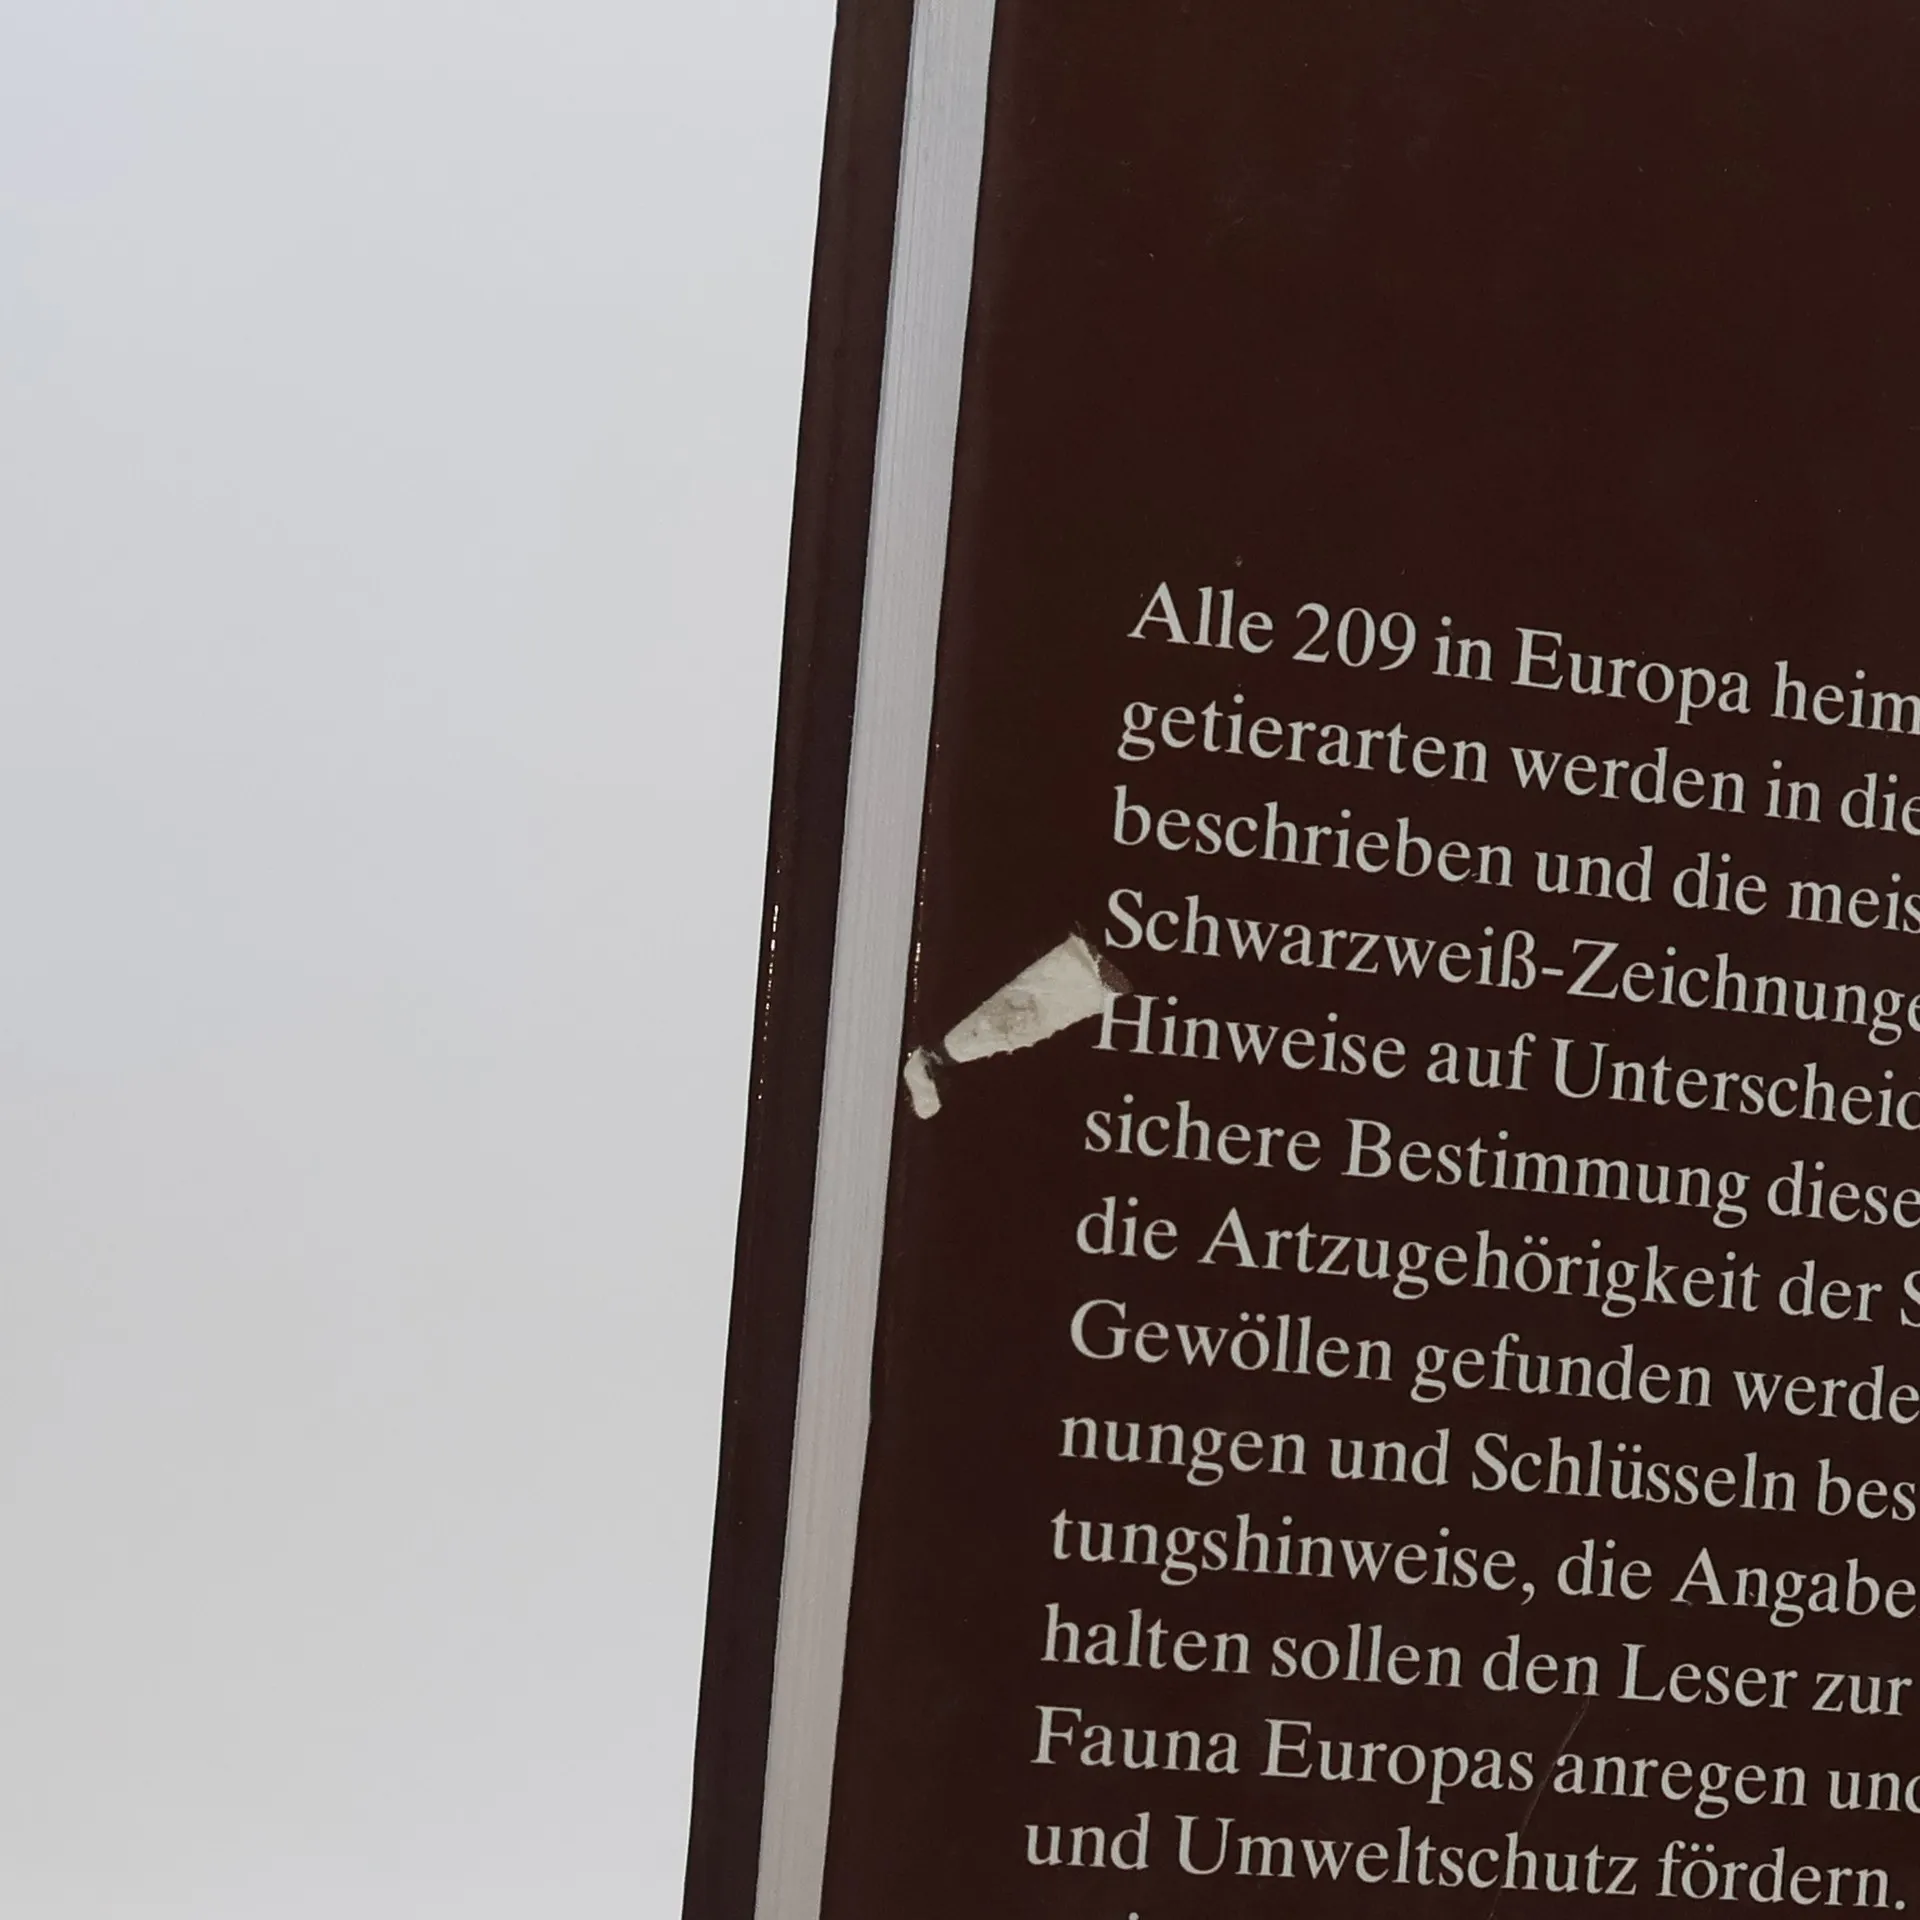 Alle 209 in Europa heim
getierarten werden in die
beschrieben und die meis
Schwarzweiß-Zeichnunge
Hinweise auf Unterscheid
sichere Bestimmung diese
die Artzugehörigkeit der S
Gewöllen gefunden werde
nungen und Schlüsseln bes
tungshinweise, die Angabe
halten sollen den Leser zur
Fauna Europas anregen und
und Umweltschutz fördern.